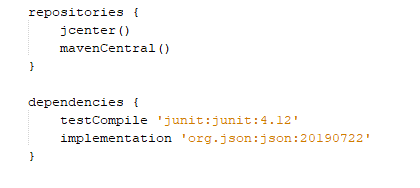 repositories {
    jcenter()
    mavenCentral()
}

dependencies {
    testCompile 'junit:junit:4.12'
    implementation 'org.json:json:20190722'
}